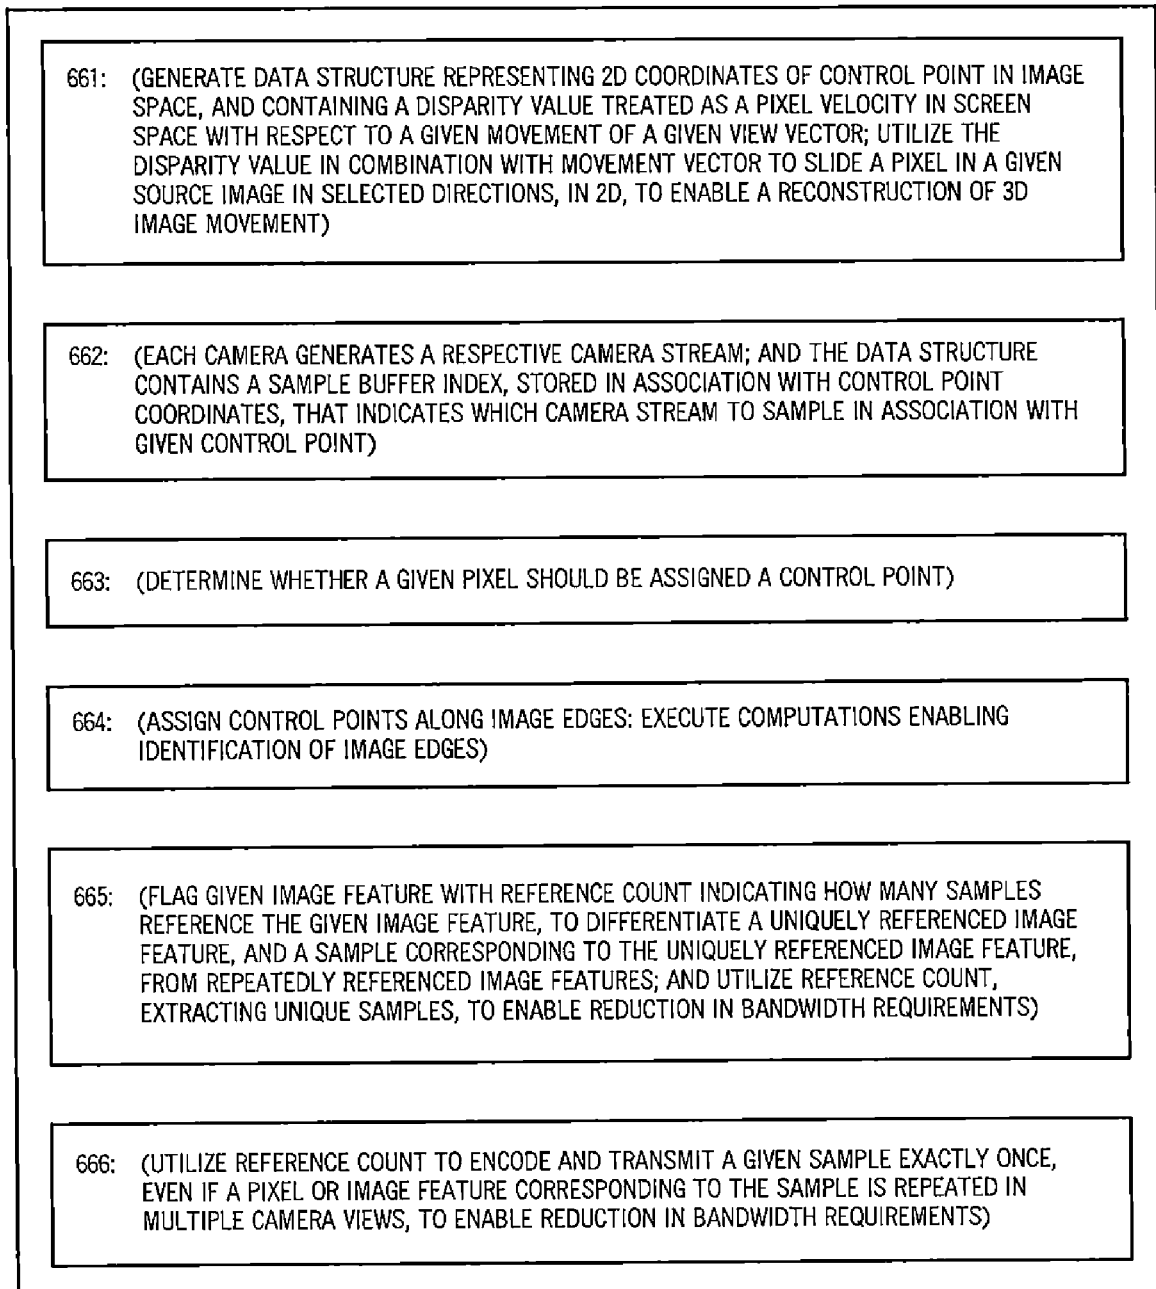 661: (GENERATE DATA STRUCTURE REPRESENTING 2D COORDINATES OF CONTROL POINT IN IMAGE
SPACE, AND CONTAINING A DISPARITY VALUE TREATED AS A PIXEL VELOCITY IN SCREEN
SPACE WITH RESPECT TO A GIVEN MOVEMENT OF A GIVEN VIEW VECTOR; UTILIZE THE
DISPARITY VALUE IN COMBINATION WITH MOVEMENT VECTOR TO SLIDE A PIXEL IN A GIVEN
SOURCE IMAGE IN SELECTED DIRECTIONS, IN 2D, TO ENABLE A RECONSTRUCTION OF 3D
IMAGE MOVEMENT)
662: (EACH CAMERA GENERATES A RESPECTIVE CAMERA STREAM; AND THE DATA STRUCTURE
CONTAINS A SAMPLE BUFFER INDEX, STORED IN ASSOCIATION WITH CONTROL POINT
COORDINATES, THAT INDICATES WHICH CAMERA STREAM TO SAMPLE IN ASSOCIATION WITH
GIVEN CONTROL POINT)
663: (DETERMINE WHETHER A GIVEN PIXEL SHOULD BE ASSIGNED A CONTROL POINT)
664: (ASSIGN CONTROL POINTS ALONG IMAGE EDGES: EXECUTE COMPUTATIONS ENABLING
IDENTIFICATION OF IMAGE EDGES)
665: (FLAG GIVEN IMAGE FEATURE WITH REFERENCE COUNT INDICATING HOW MANY SAMPLES
REFERENCE THE GIVEN IMAGE FEATURE, TO DIFFERENTIATE A UNIQUELY REFERENCED IMAGE
FEATURE, AND A SAMPLE CORRESPONDING TO THE UNIQUELY REFERENCED IMAGE FEATURE,
FROM REPEATEDLY REFERENCED IMAGE FEATURES; AND UTILIZE REFERENCE COUNT,
EXTRACTING UNIQUE SAMPLES, TO ENABLE REDUCTION IN BANDWIDTH REQUIREMENTS)
666: (UTILIZE REFERENCE COUNT TO ENCODE AND TRANSMIT A GIVEN SAMPLE EXACTLY ONCE,
EVEN IF A PIXEL OR IMAGE FEATURE CORRESPONDING TO THE SAMPLE IS REPEATED IN
MULTIPLE CAMERA VIEWS, TO ENABLE REDUCTION IN BANDWIDTH REQUIREMENTS)